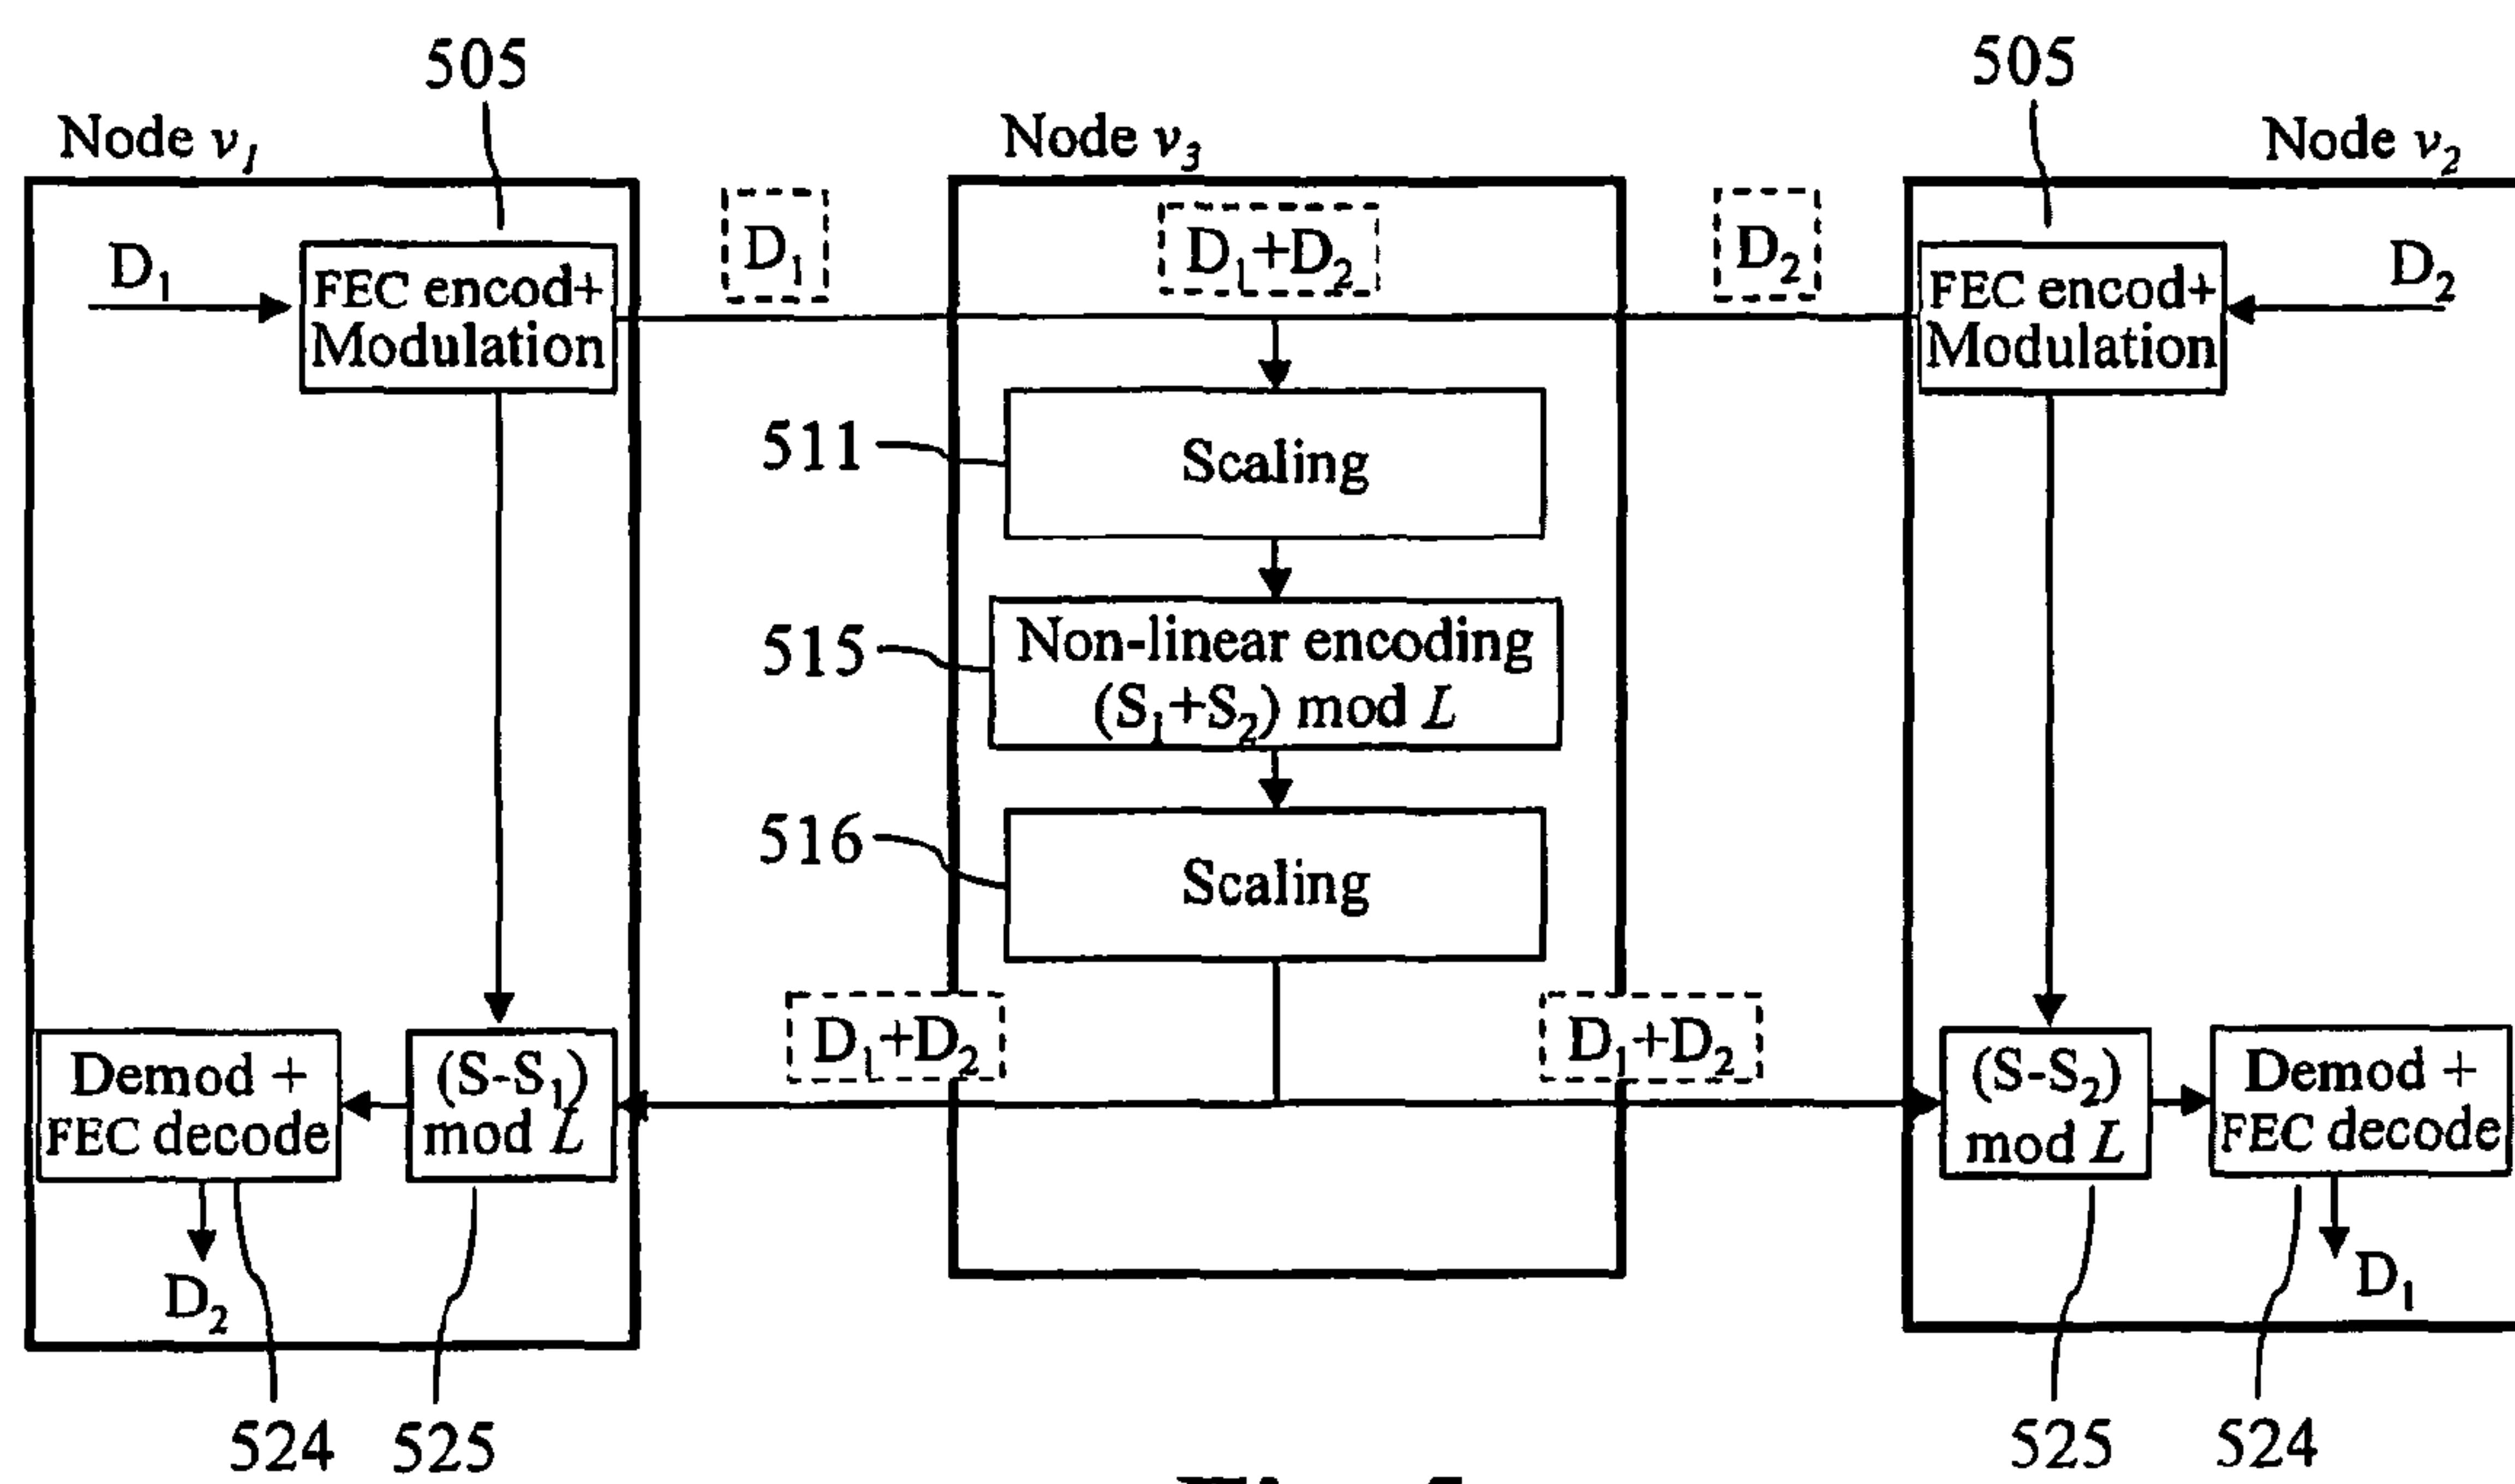 505
505
Node v1
Node v3
Node v2
D1
FEC encod+
Modulation
D1
D1+D2
D2
FEC encod+
Modulation
D2
511
Scaling
515
Non-linear encoding
(S1+S2) mod L
516
Scaling
D1+D2
D1+D2
Demod +
FEC decode
(S-S1)
mod L
(S-S2)
mod L
Demod +
FEC decode
D2
D1
524
525
525
524